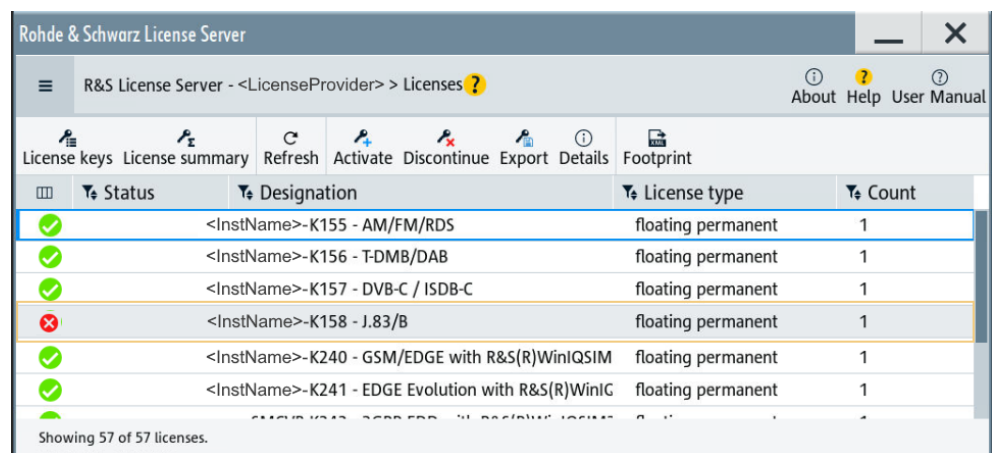 Rohde & Schwarz License Server
R&S License Server - <LicenseProvider> > Licenses ?
About Help User Manual
License keys License summary Refresh Activate Discontinue Export Details Footprint
Status Designation License type Count
<InstName>-K155 - AM/FM/RDS floating permanent 1
<InstName>-K156 - T-DMB/DAB floating permanent 1
<InstName>-K157 - DVB-C / ISDB-C floating permanent 1
<InstName>-K158 - J.83/B floating permanent 1
<InstName>-K240 - GSM/EDGE with R&S(R)WinIQSIM floating permanent 1
<InstName>-K241 - EDGE Evolution with R&S(R)WinIC floating permanent 1
Showing 57 of 57 licenses.